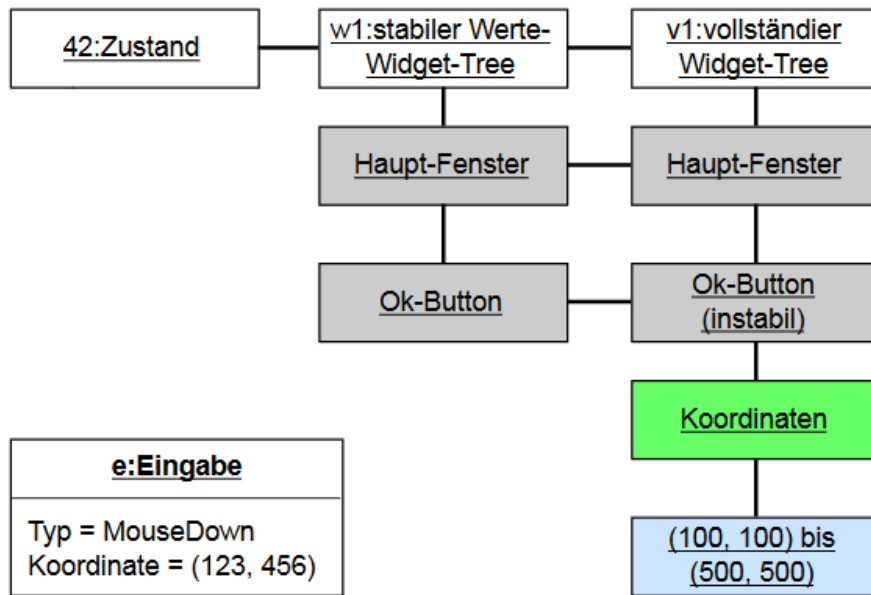 42:Zustand
w1:stabiler Werte-
Widget-Tree
v1:vollständier
Widget-Tree
Haupt-Fenster
Haupt-Fenster
Ok-Button
Ok-Button
(instabil)
Koordinaten
(100, 100) bis
(500, 500)
e:Eingabe
Typ = MouseDown
Koordinate = (123, 456)